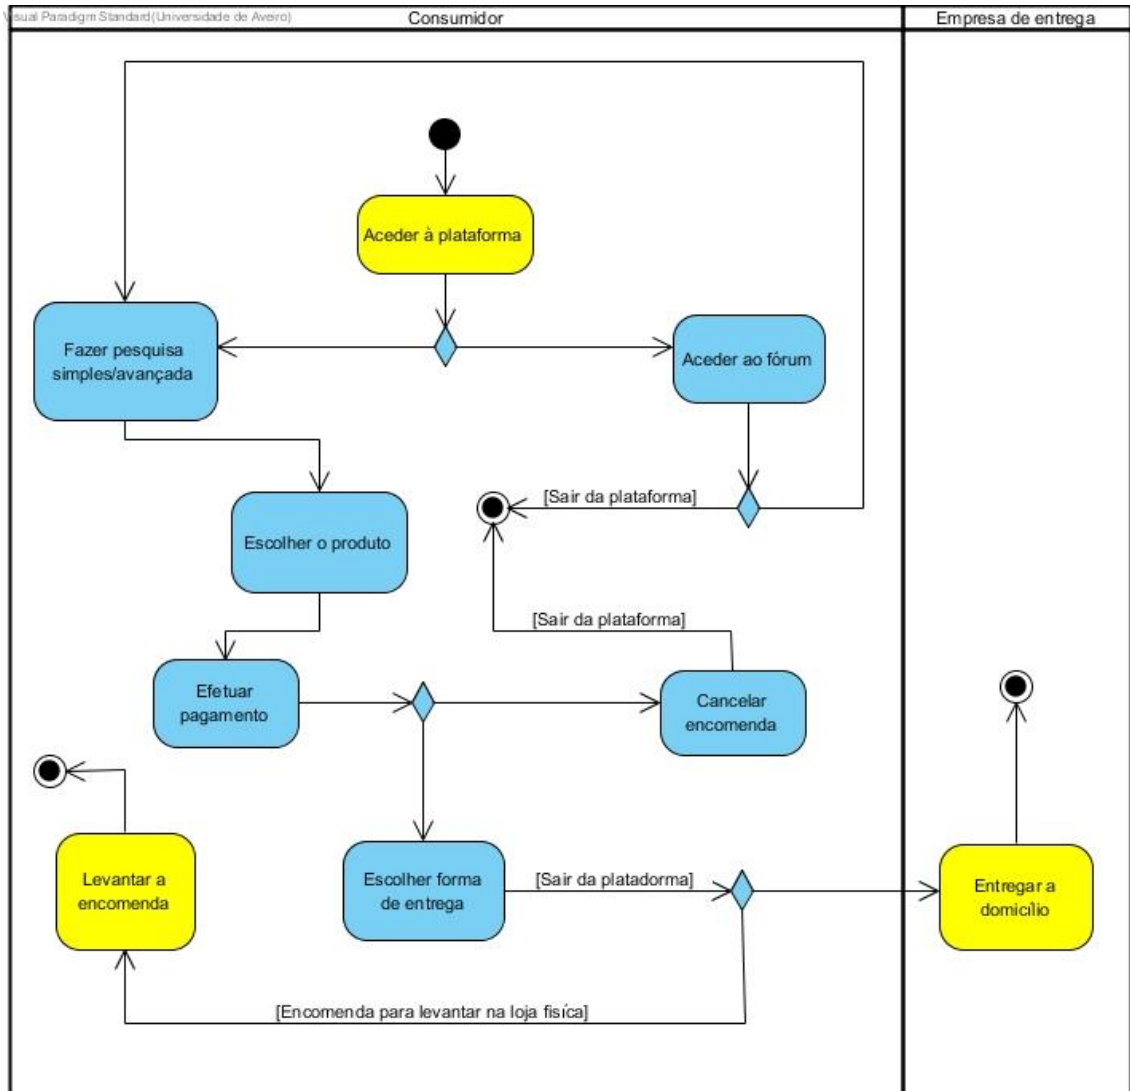 Visual Paradigm Standard(Universidade de Aveiro)
Consumidor
Empresa de entrega
Aceder à plataforma
Fazer pesquisa
simples/avançada
Aceder ao fórum
[Sair da plataforma]
Escolher o produto
[Sair da plataforma]
Efetuar
pagamento
Cancelar
encomenda
Levantar a
encomenda
Escolher forma
de entrega
[Sair da platadorma]
Entregar a
domicílio
[Encomenda para levantar na loja fisíca]